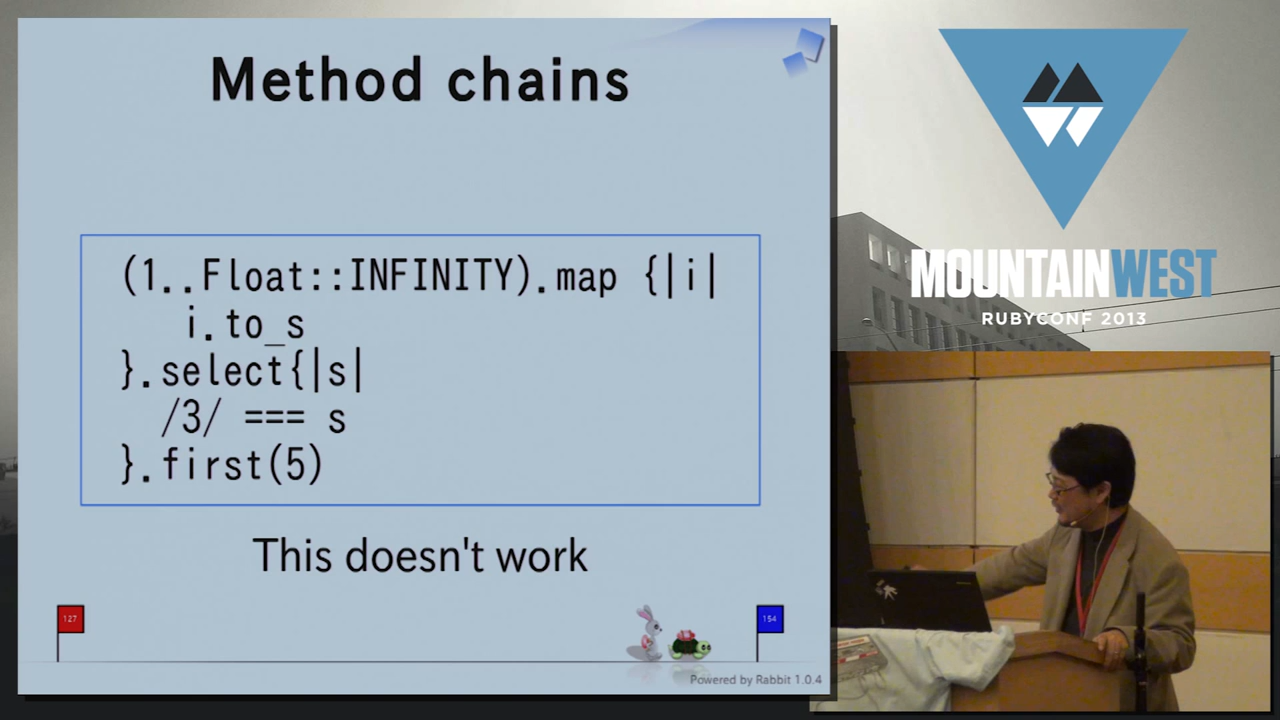 Method chains
(1..Float::INFINITY).map {|i|
i.to_s
}.select{|s|
/3/ === s
}.first(5)
This doesn't work
127
154
Powered by Rabbit 1.0.4
MOUNTAINWEST
RUBYCONF 2013